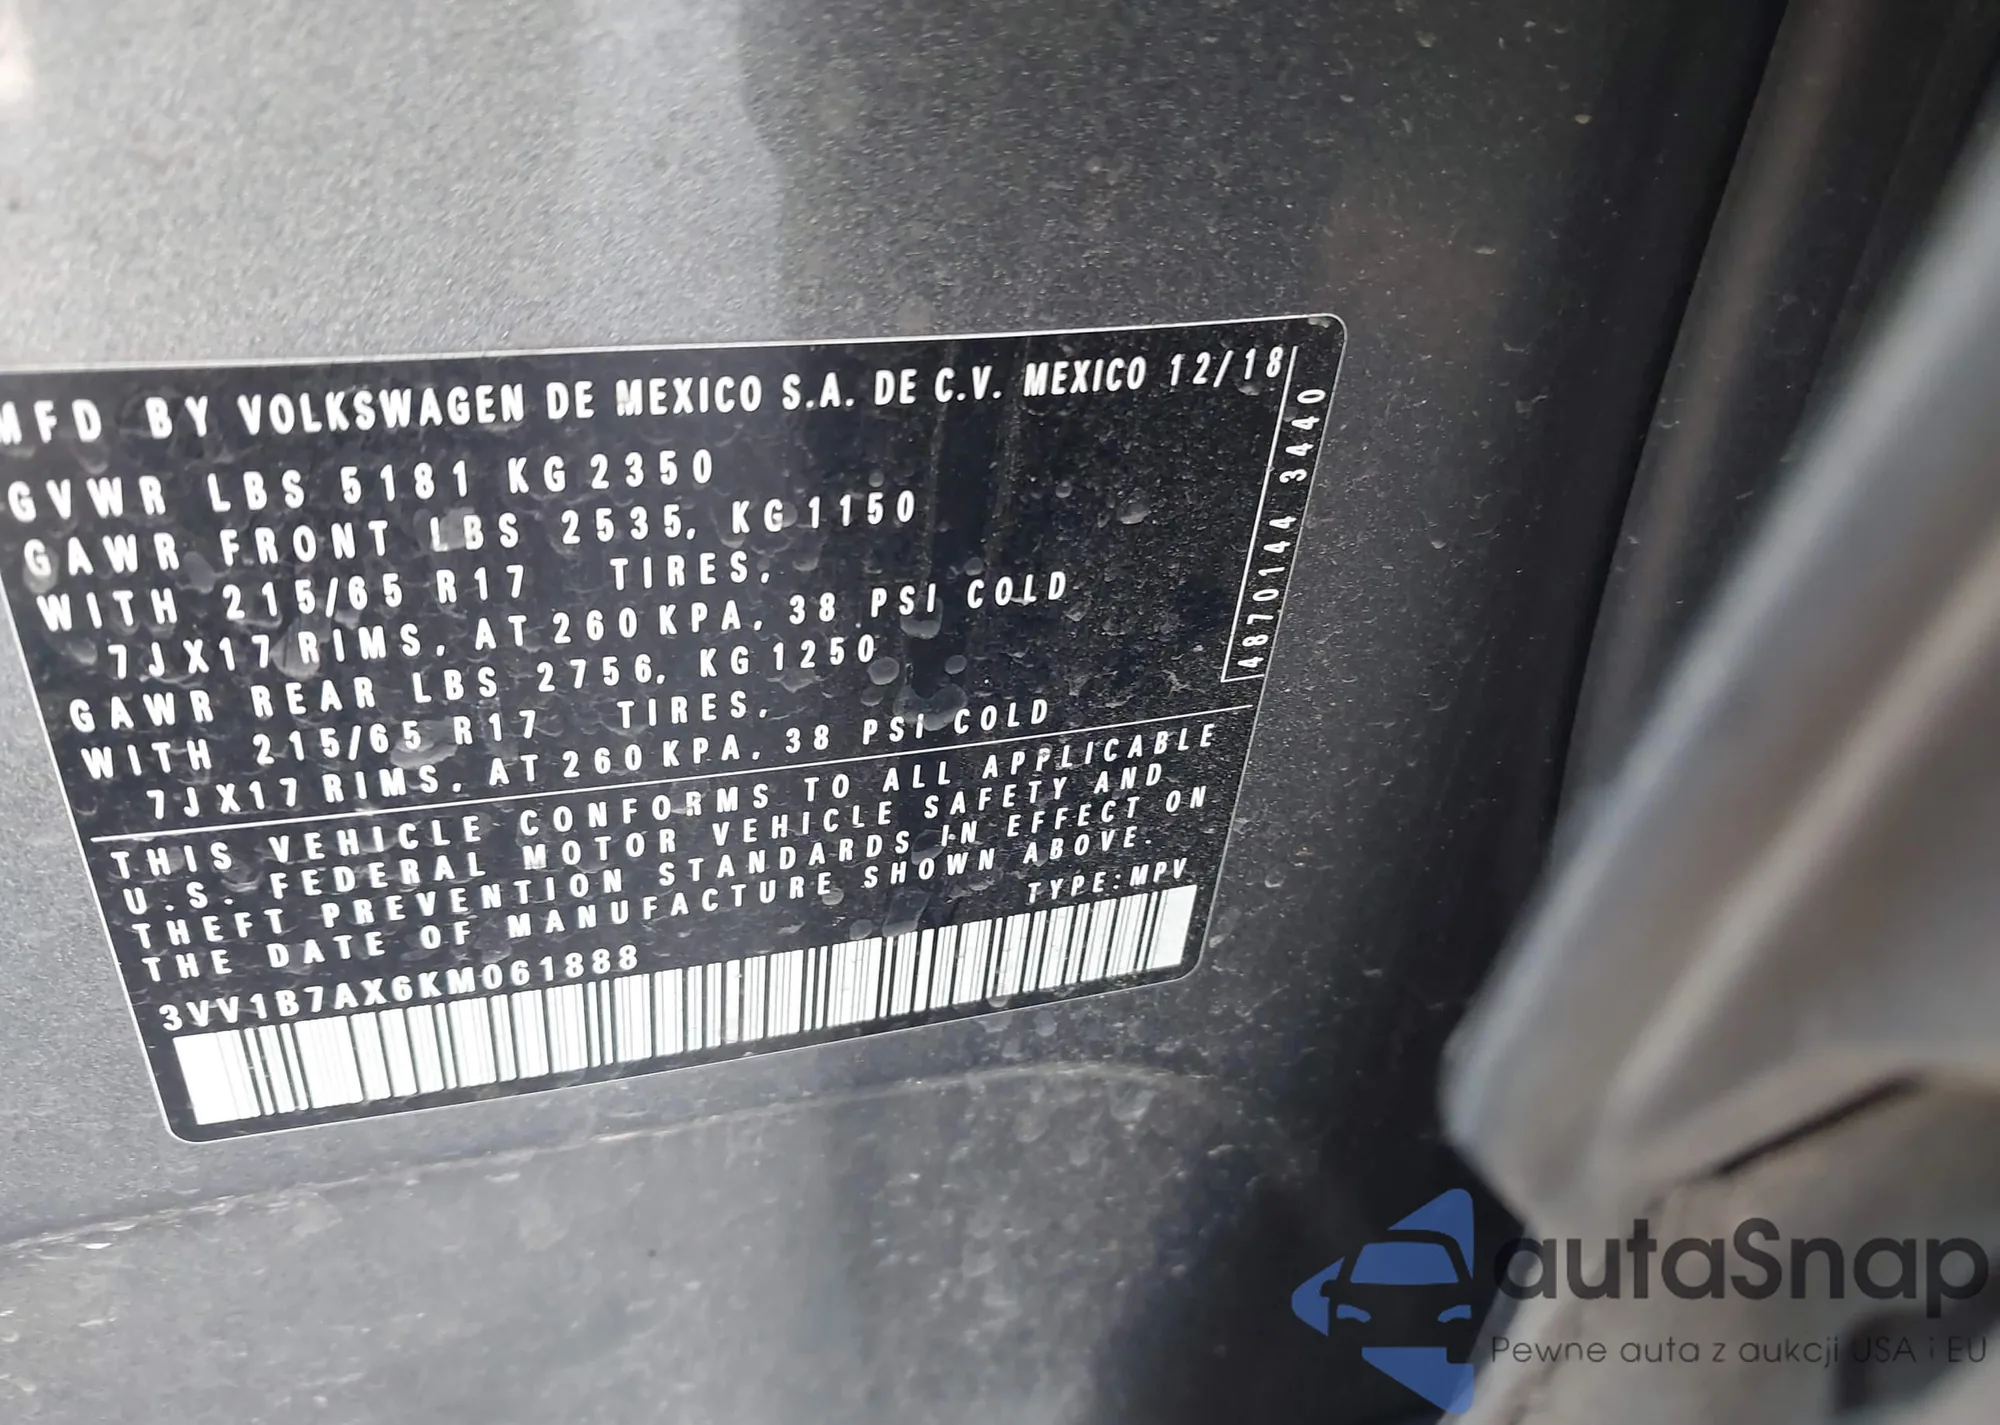 MFD BY VOLKSWAGEN DE MEXICO S.A. DE C.V. MEXICO 12/18
GVWR LBS 5181 KG 2350
GAWR FRONT LBS 2535, KG 1150
WITH 215/65 R17 TIRES,
7JX17 RIMS, AT 260 KPA, 38 PSI COLD
GAWR REAR LBS 2756, KG 1250
WITH 215/65 R17 TIRES,
7JX17 RIMS, AT 260 KPA, 38 PSI COLD
4870144 3440
THIS VEHICLE CONFORMS TO ALL APPLICABLE
U.S. FEDERAL MOTOR VEHICLE SAFETY AND
THEFT PREVENTION STANDARDS IN EFFECT ON
THE DATE OF MANUFACTURE SHOWN ABOVE.
3VV1B7AX6KM061888 TYPE:MPV
autaSnap
Pewne auta z aukcji USA i EU